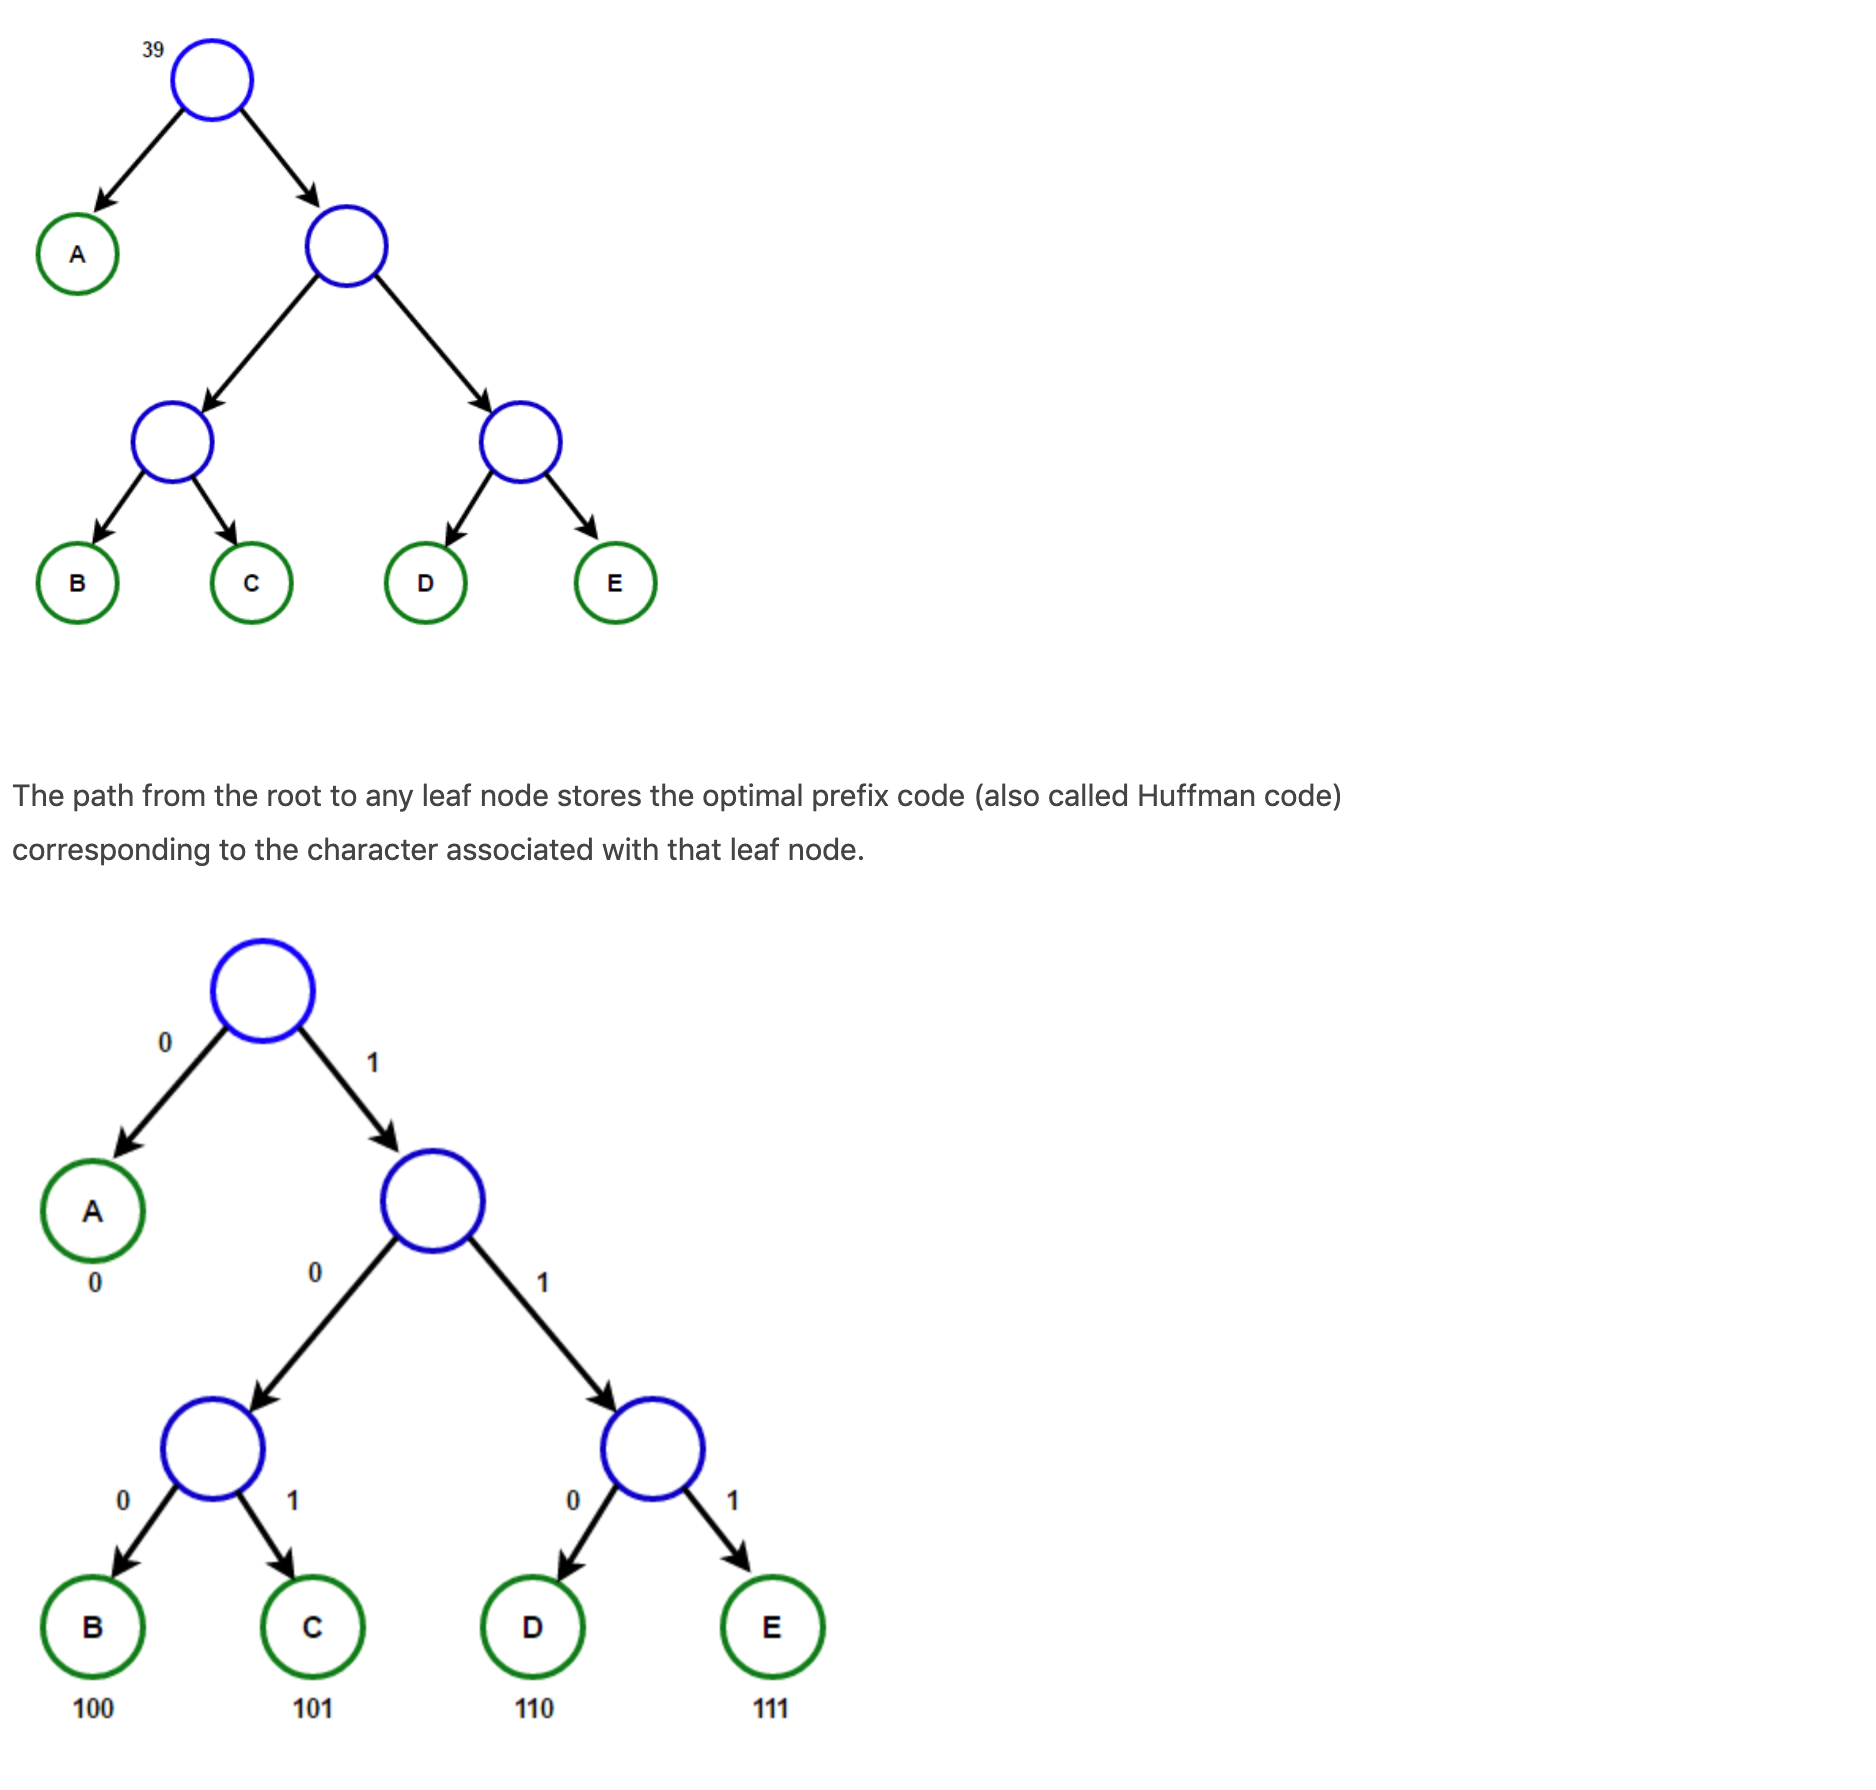 39
A
B C D E
The path from the root to any leaf node stores the optimal prefix code (also called Huffman code)
corresponding to the character associated with that leaf node.
0
1
A
0
0 1
0 1 0 1
B C D E
100 101 110 111